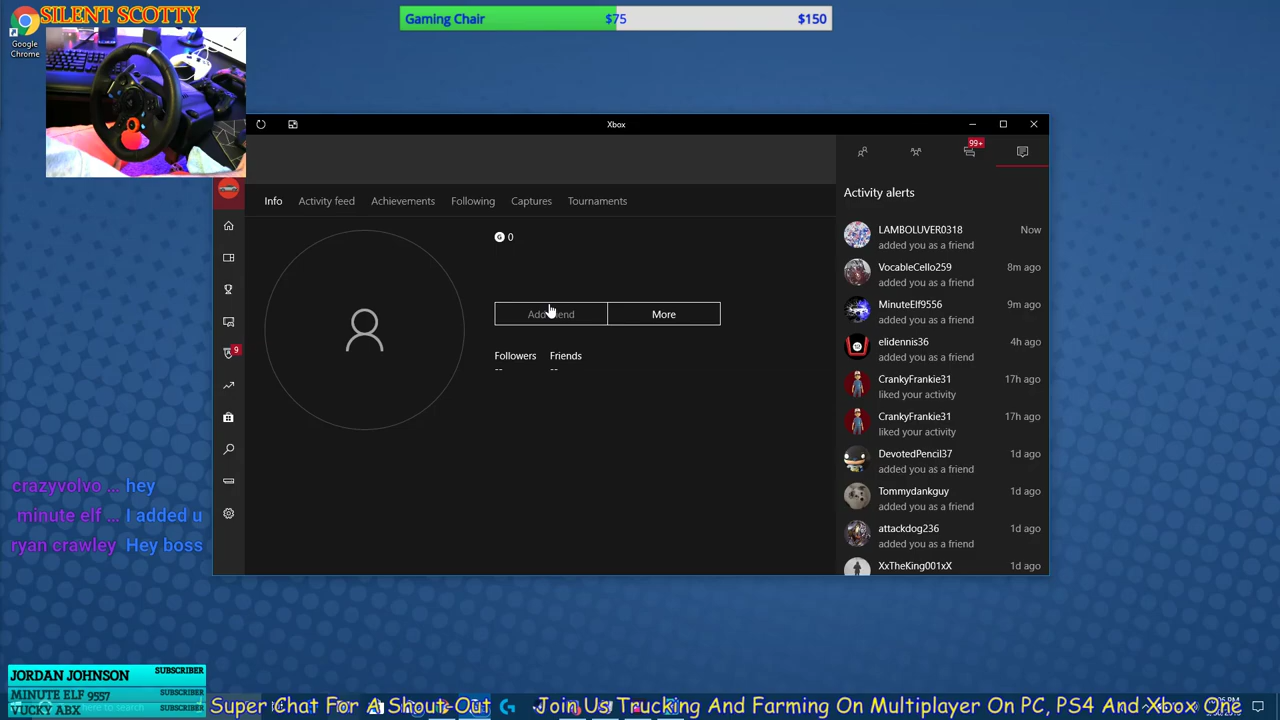 SILENT SCOTTY
Google
Chrome
Gaming Chair $75 $150
Xbox
99+
Info Activity feed Achievements Following Captures Tournaments
G 0
Add friend More
Followers Friends
-- --
9
Activity alerts
LAMBOLUVER0318 Now
added you as a friend
VocableCello259 8m ago
added you as a friend
MinuteElf9556 9m ago
added you as a friend
elidennis36 4h ago
added you as a friend
CrankyFrankie31 17h ago
liked your activity
CrankyFrankie31 17h ago
liked your activity
DevotedPencil37 1d ago
added you as a friend
Tommydankguy 1d ago
added you as a friend
attackdog236 1d ago
added you as a friend
XxTheKing001xX 1d ago
crazyvolvo ... hey
minute elf ... I added u
ryan crawley Hey boss
JORDAN JOHNSON SUBSCRIBER
MINUTE ELF 9557 SUBSCRIBER
VUCKY ABX SUBSCRIBER
here to search
Super Chat For A Shout Out Join Us Trucking And Farming On Multiplayer On PC, PS4 And Xbox One